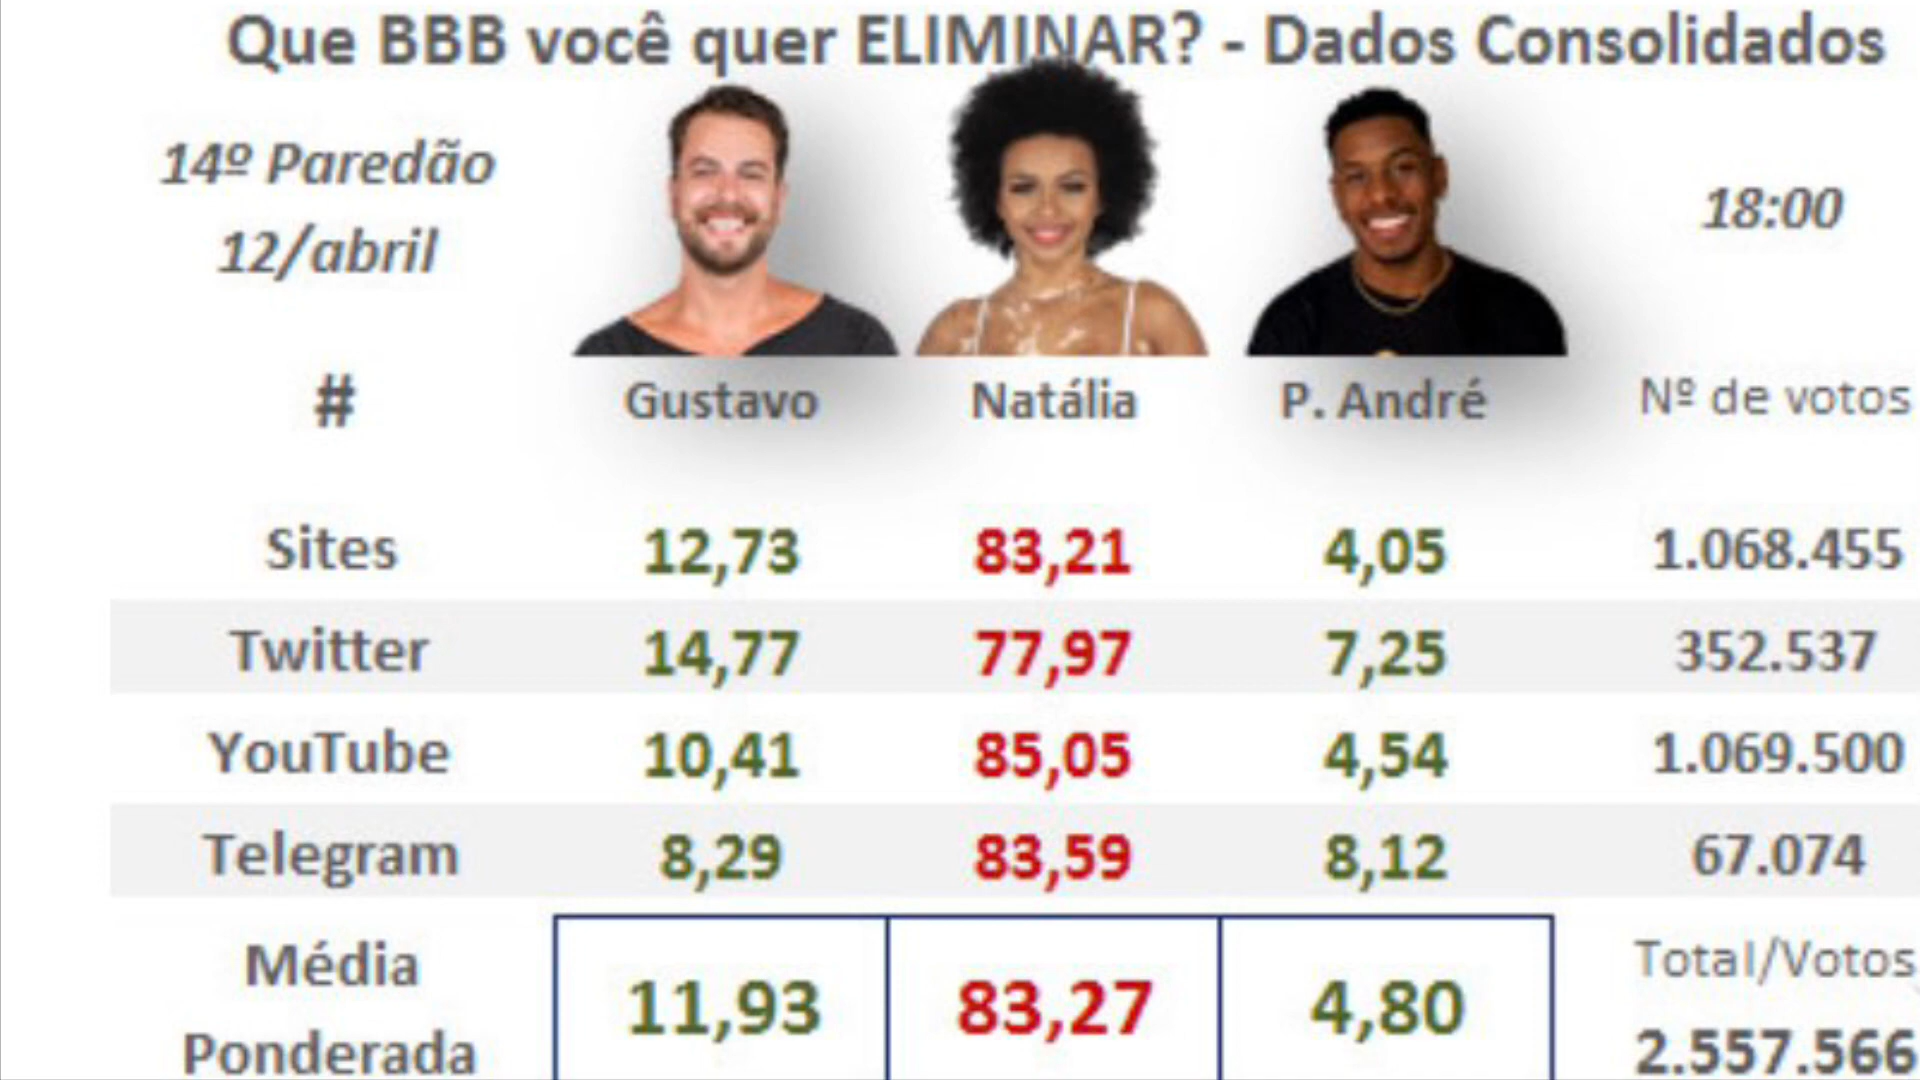 Que BBB você quer ELIMINAR? - Dados Consolidados
14º Paredão
12/abril
18:00
# Gustavo Natália P. André Nº de votos
Sites 12,73 83,21 4,05 1.068.455
Twitter 14,77 77,97 7,25 352.537
YouTube 10,41 85,05 4,54 1.069.500
Telegram 8,29 83,59 8,12 67.074
Média Ponderada 11,93 83,27 4,80 Total/Votos
2.557.566